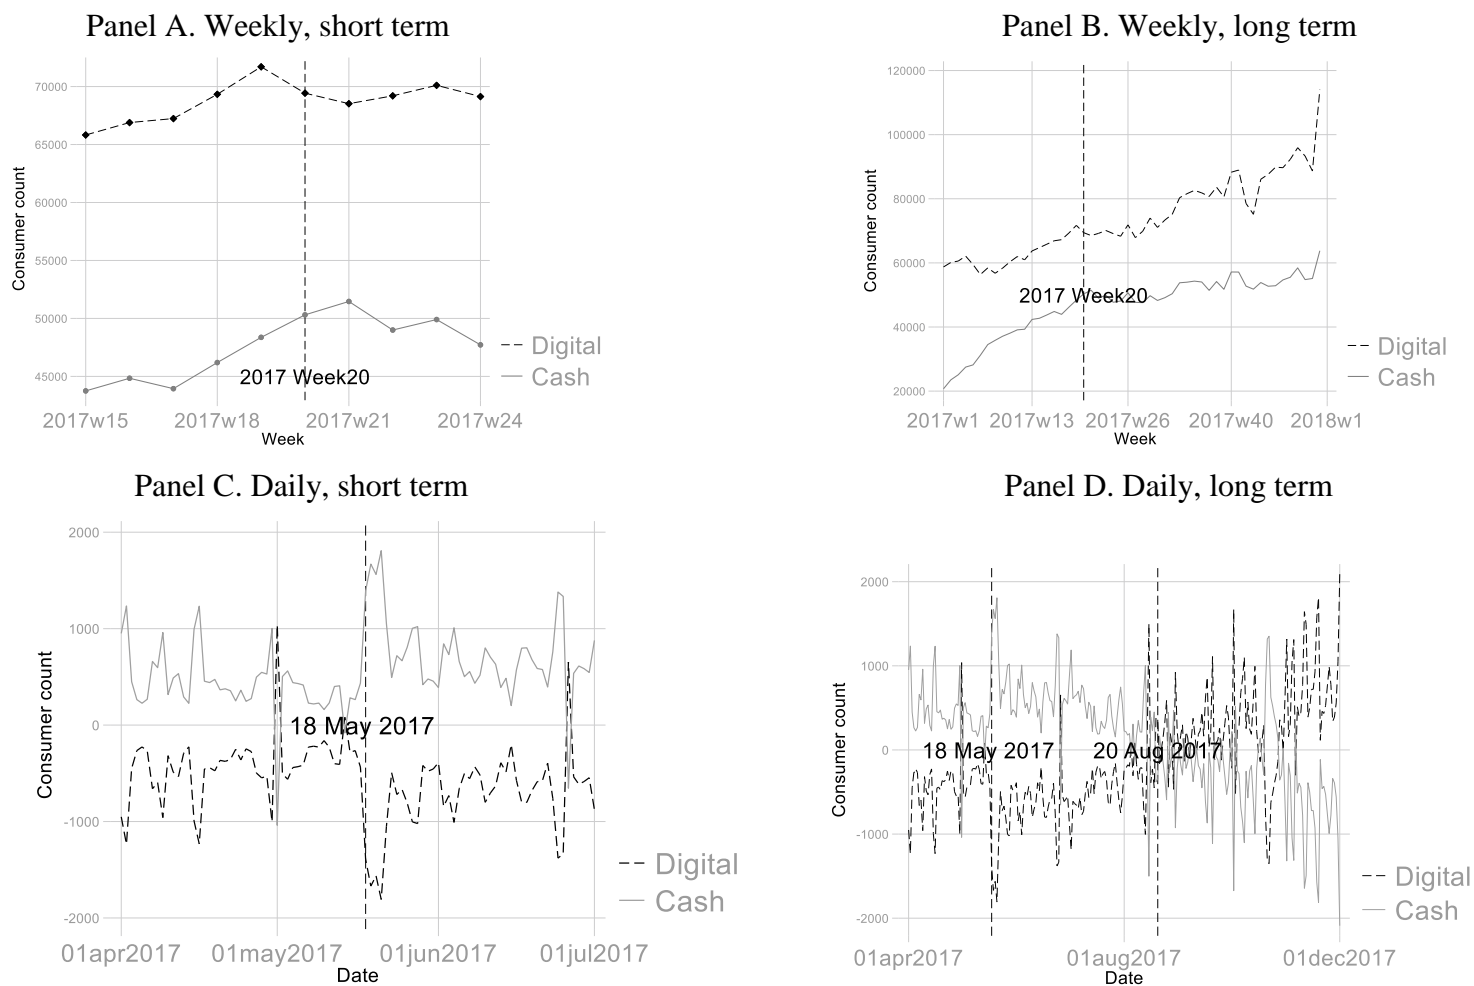 Panel A. Weekly, short term
70000
65000
60000
55000
50000
45000
Consumer count
2017 Week20
2017w15 2017w18 2017w21 2017w24
Week
Digital
Cash
Panel B. Weekly, long term
120000
100000
80000
60000
40000
20000
Consumer count
2017 Week20
2017w1 2017w13 2017w26 2017w40 2018w1
Week
Digital
Cash
Panel C. Daily, short term
2000
1000
0
-1000
-2000
Consumer count
18 May 2017
01apr2017 01may2017 01jun2017 01jul2017
Date
Digital
Cash
Panel D. Daily, long term
2000
1000
0
-1000
-2000
Consumer count
18 May 2017 20 Aug 2017
01apr2017 01aug2017 01dec2017
Date
Digital
Cash